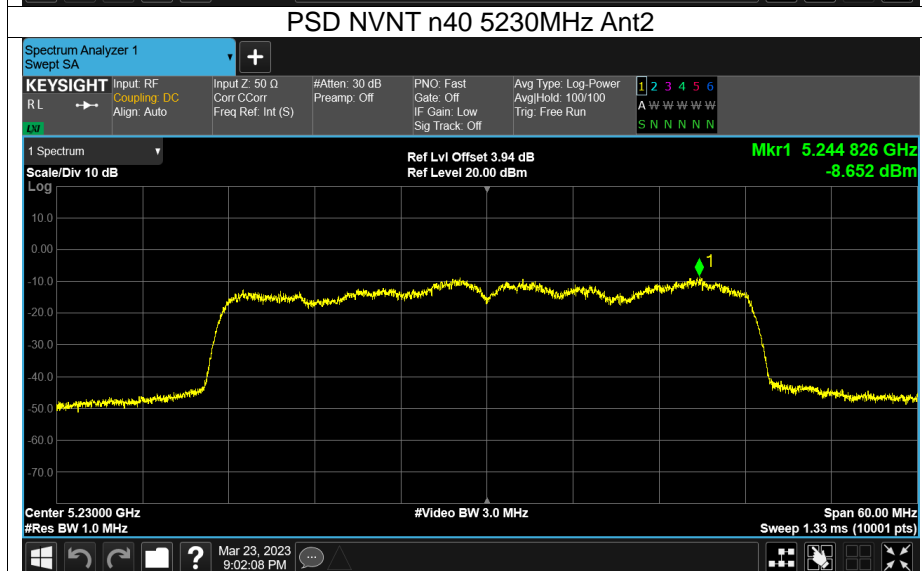 PSD NVNT n40 5230MHz Ant2
Spectrum Analyzer 1
Swept SA
KEYSIGHT
RL
LXI
Input: RF
Coupling: DC
Align: Auto
Input Z: 50 Ω
Corr CCorr
Freq Ref: Int (S)
#Atten: 30 dB
Preamp: Off
PNO: Fast
Gate: Off
IF Gain: Low
Sig Track: Off
Avg Type: Log-Power
Avg|Hold: 100/100
Trig: Free Run
1 2 3 4 5 6
A W W W W W
S N N N N N
1 Spectrum
Scale/Div 10 dB
Log
Ref Lvl Offset 3.94 dB
Ref Level 20.00 dBm
Mkr1 5.244 826 GHz
-8.652 dBm
10.0
0.00
-10.0
-20.0
-30.0
-40.0
-50.0
-60.0
-70.0
1
Center 5.23000 GHz
#Res BW 1.0 MHz
#Video BW 3.0 MHz
Span 60.00 MHz
Sweep 1.33 ms (10001 pts)
?
Mar 23, 2023
9:02:08 PM